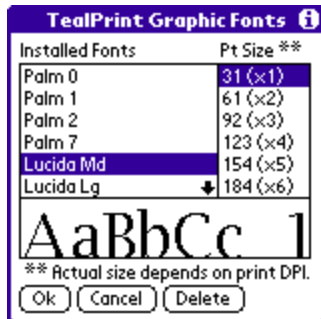 TealPrint Graphic Fonts i
Installed Fonts Pt Size **
Palm 0 31 (x1)
Palm 1 61 (x2)
Palm 2 92 (x3)
Palm 7 123 (x4)
Lucida Md 154 (x5)
Lucida Lg 184 (x6)
AaBbCc 1
** Actual size depends on print DPI.
Ok Cancel Delete